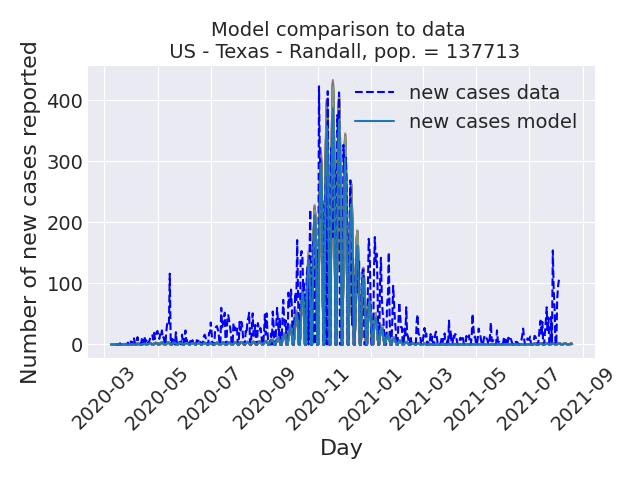 Model comparison to data
US - Texas - Randall, pop. = 137713
Number of new cases reported
400
300
200
100
0
new cases data
new cases model
2020-03
2020-05
2020-07
2020-09
2020-11
2021-01
2021-03
2021-05
2021-07
2021-09
Day